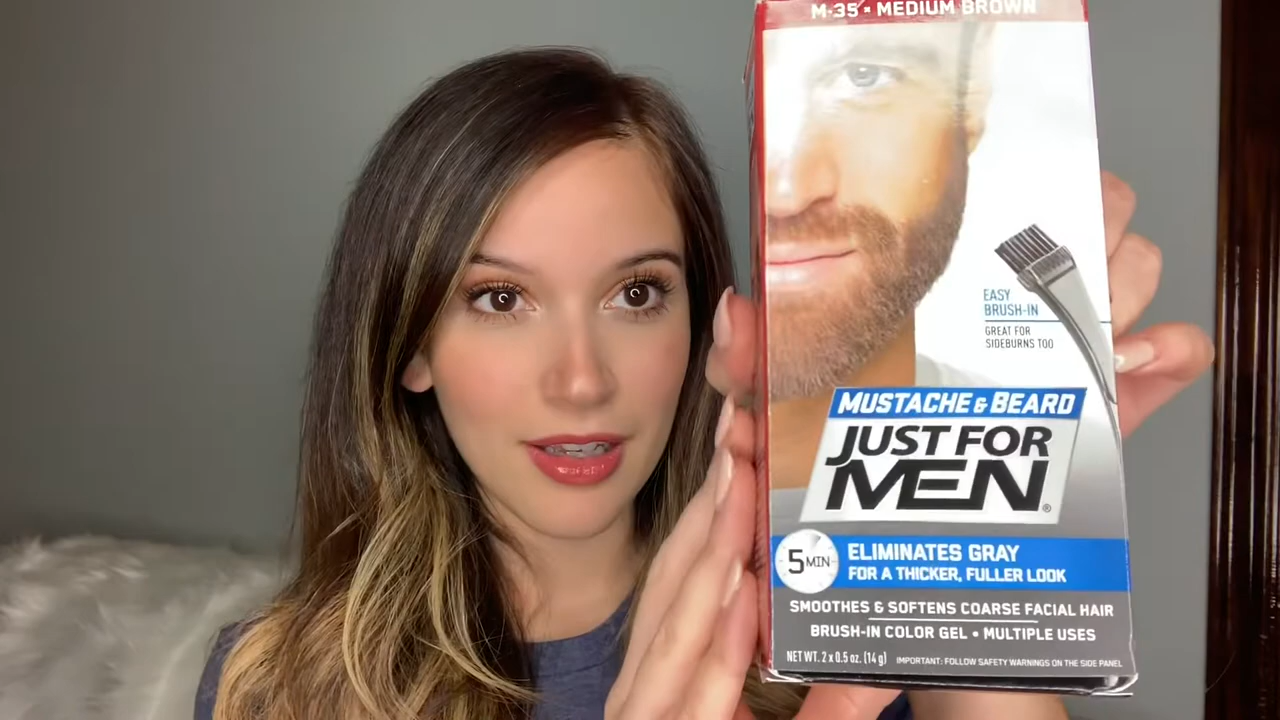 M-35 • MEDIUM BROWN
EASY
BRUSH-IN
GREAT FOR
SIDEBURNS TOO
MUSTACHE & BEARD
JUST FOR
MEN®
5 MIN
ELIMINATES GRAY
FOR A THICKER, FULLER LOOK
SMOOTHES & SOFTENS COARSE FACIAL HAIR
BRUSH-IN COLOR GEL • MULTIPLE USES
NET WT. 2 x 0.5 oz. (14 g) IMPORTANT: FOLLOW SAFETY WARNINGS ON THE SIDE PANEL